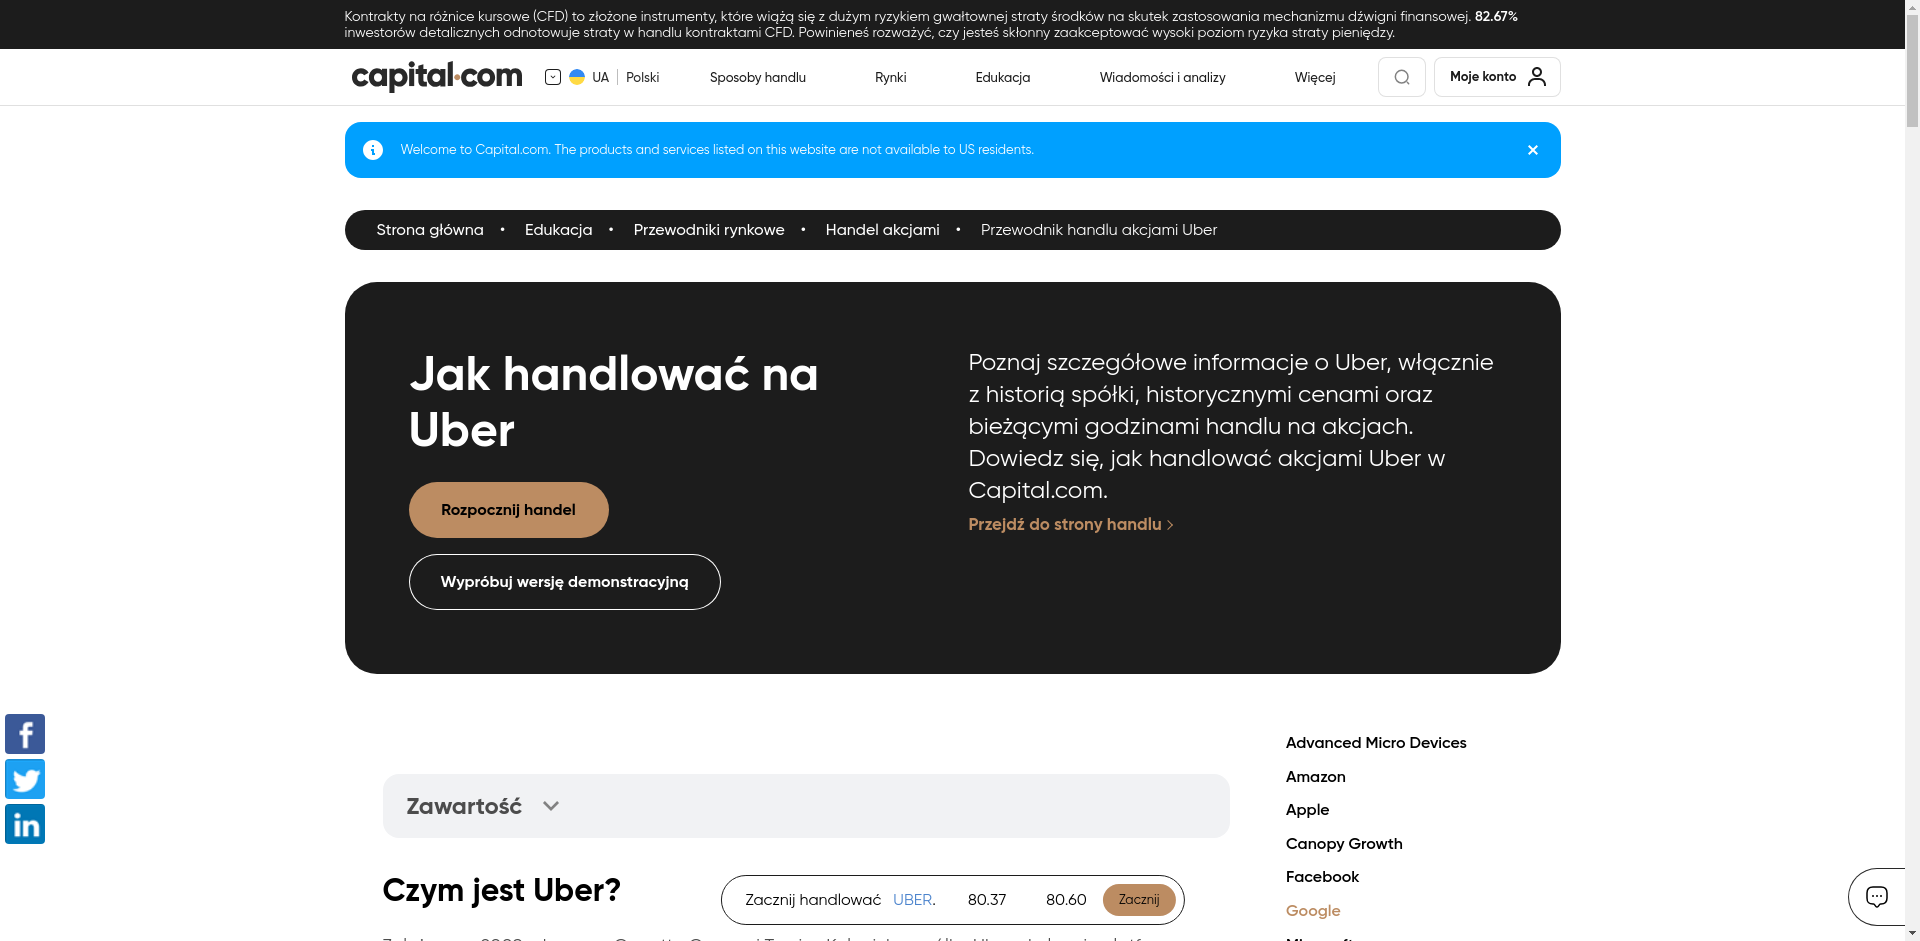 Kontrakty na różnice kursowe (CFD) to złożone instrumenty, które wiążą się z dużym ryzykiem gwałtownej straty środków na skutek zastosowania mechanizmu dźwigni finansowej. 82.67%
inwestorów detalicznych odnotowuje straty w handlu kontraktami CFD. Powinieneś rozważyć, czy jesteś skłonny zaakceptować wysoki poziom ryzyka straty pieniędzy.
capital.com UA Polski Sposoby handlu Rynki Edukacja Wiadomości i analizy Więcej Moje konto
Welcome to Capital.com. The products and services listed on this website are not available to US residents.
Strona główna • Edukacja • Przewodniki rynkowe • Handel akcjami • Przewodnik handlu akcjami Uber
Jak handlować na
Uber
Rozpocznij handel
Wypróbuj wersję demonstracyjną
Poznaj szczegółowe informacje o Uber, włącznie
z historią spółki, historycznymi cenami oraz
bieżącymi godzinami handlu na akcjach.
Dowiedz się, jak handlować akcjami Uber w
Capital.com.
Przejdź do strony handlu
Zawartość
Czym jest Uber?
Zacznij handlować UBER. 80.37 80.60 Zacznij
Advanced Micro Devices
Amazon
Apple
Canopy Growth
Facebook
Google